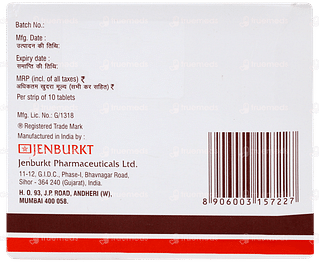 Batch No.:
Mfg. Date :
उत्पादन की तिथि:
Expiry date :
समाप्ति की तिथि:
MRP (incl. of all taxes) ₹
अधिकतम खुदरा मूल्य (सभी कर सहित) ₹
Per strip of 10 tablets
Mfg. Lic. No.: G/1318
® Registered Trade Mark
Manufactured in India by :
JENBURKT
Jenburkt Pharmaceuticals Ltd.
11-12, G.I.D.C., Phase-I, Bhavnagar Road,
Sihor - 364 240 (Gujarat), India.
H. O. 93, J.P. ROAD, ANDHERI (W),
MUMBAI 400 058.
8 906003 157227